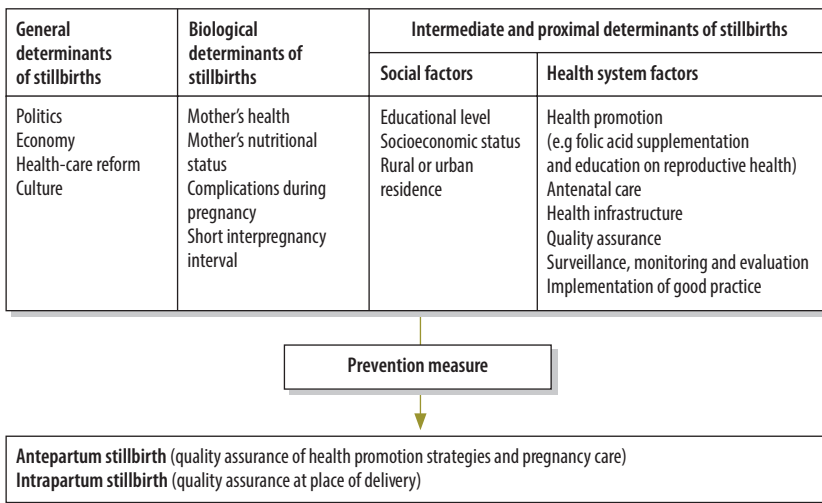 General
determinants
of stillbirths
Biological
determinants of
stillbirths
Intermediate and proximal determinants of stillbirths
Social factors
Health system factors
Politics
Economy
Health-care reform
Culture
Mother's health
Mother's nutritional
status
Complications during
pregnancy
Short interpregnancy
interval
Educational level
Socioeconomic status
Rural or urban
residence
Health promotion
(e.g folic acid supplementation
and education on reproductive health)
Antenatal care
Health infrastructure
Quality assurance
Surveillance, monitoring and evaluation
Implementation of good practice
Prevention measure
Antepartum stillbirth (quality assurance of health promotion strategies and pregnancy care)
Intrapartum stillbirth (quality assurance at place of delivery)